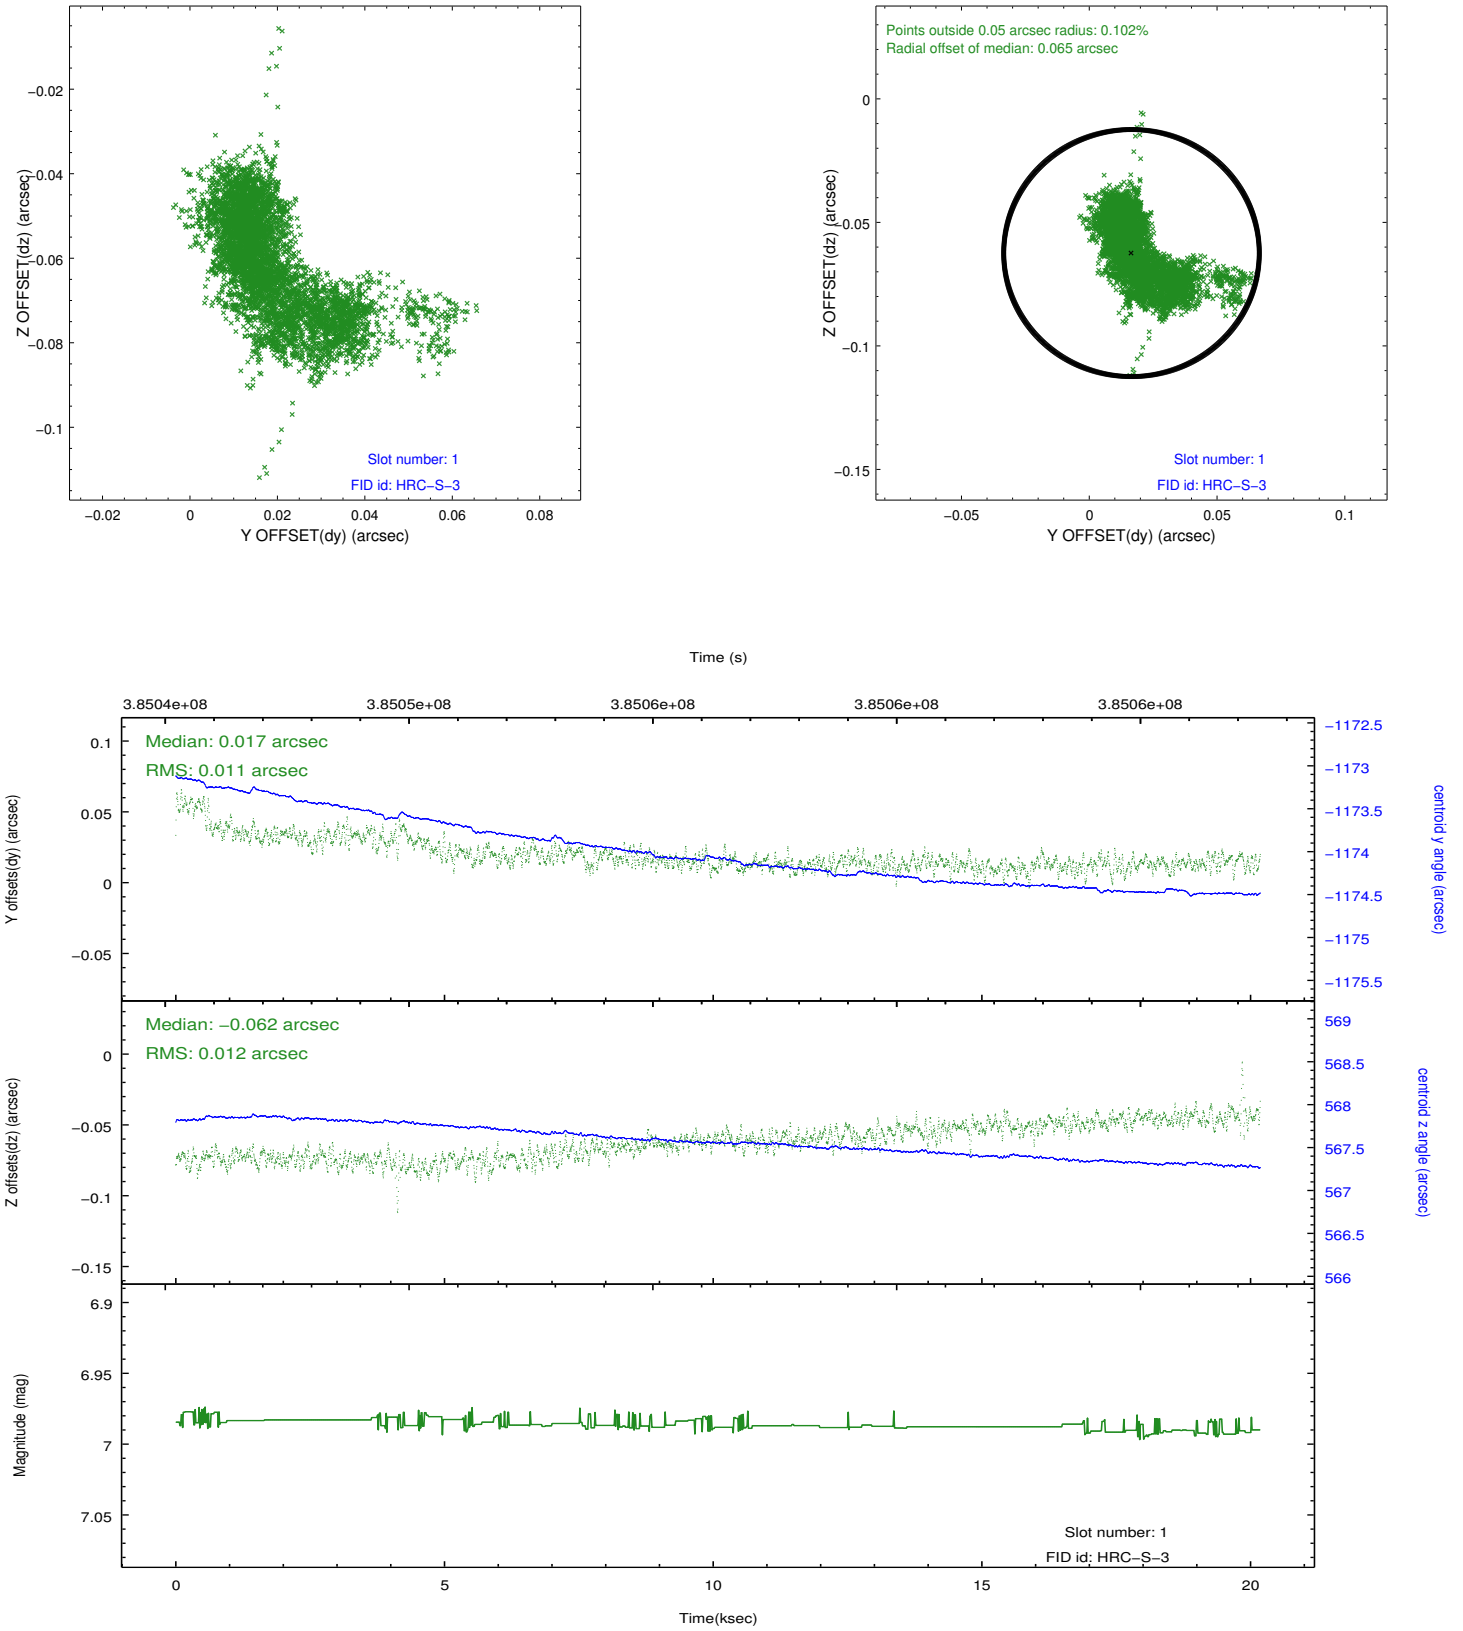 −0.02
−0.04
−0.06
−0.08
−0.1
Z OFFSET(dz) (arcsec)
Slot number: 1
FID id: HRC−S−3
−0.02 0 0.02 0.04 0.06 0.08
Y OFFSET(dy) (arcsec)
Points outside 0.05 arcsec radius: 0.102%
Radial offset of median: 0.065 arcsec
0
−0.05
−0.1
−0.15
Z OFFSET(dz) (arcsec)
Slot number: 1
FID id: HRC−S−3
−0.05 0 0.05 0.1
Y OFFSET(dy) (arcsec)
Time (s)
3.8504e+08 3.8505e+08 3.8506e+08 3.8506e+08 3.8506e+08
Median: 0.017 arcsec
RMS: 0.011 arcsec
0.1
0.05
0
−0.05
Y offsets(dy) (arcsec)
−1172.5
−1173
−1173.5
−1174
−1174.5
−1175
−1175.5
centroid y angle (arcsec)
Median: −0.062 arcsec
RMS: 0.012 arcsec
0
−0.05
−0.1
−0.15
Z offsets(dz) (arcsec)
569
568.5
568
567.5
567
566.5
566
centroid z angle (arcsec)
6.9
6.95
7
7.05
Magnitude (mag)
Slot number: 1
FID id: HRC−S−3
0 5 10 15 20
Time(ksec)